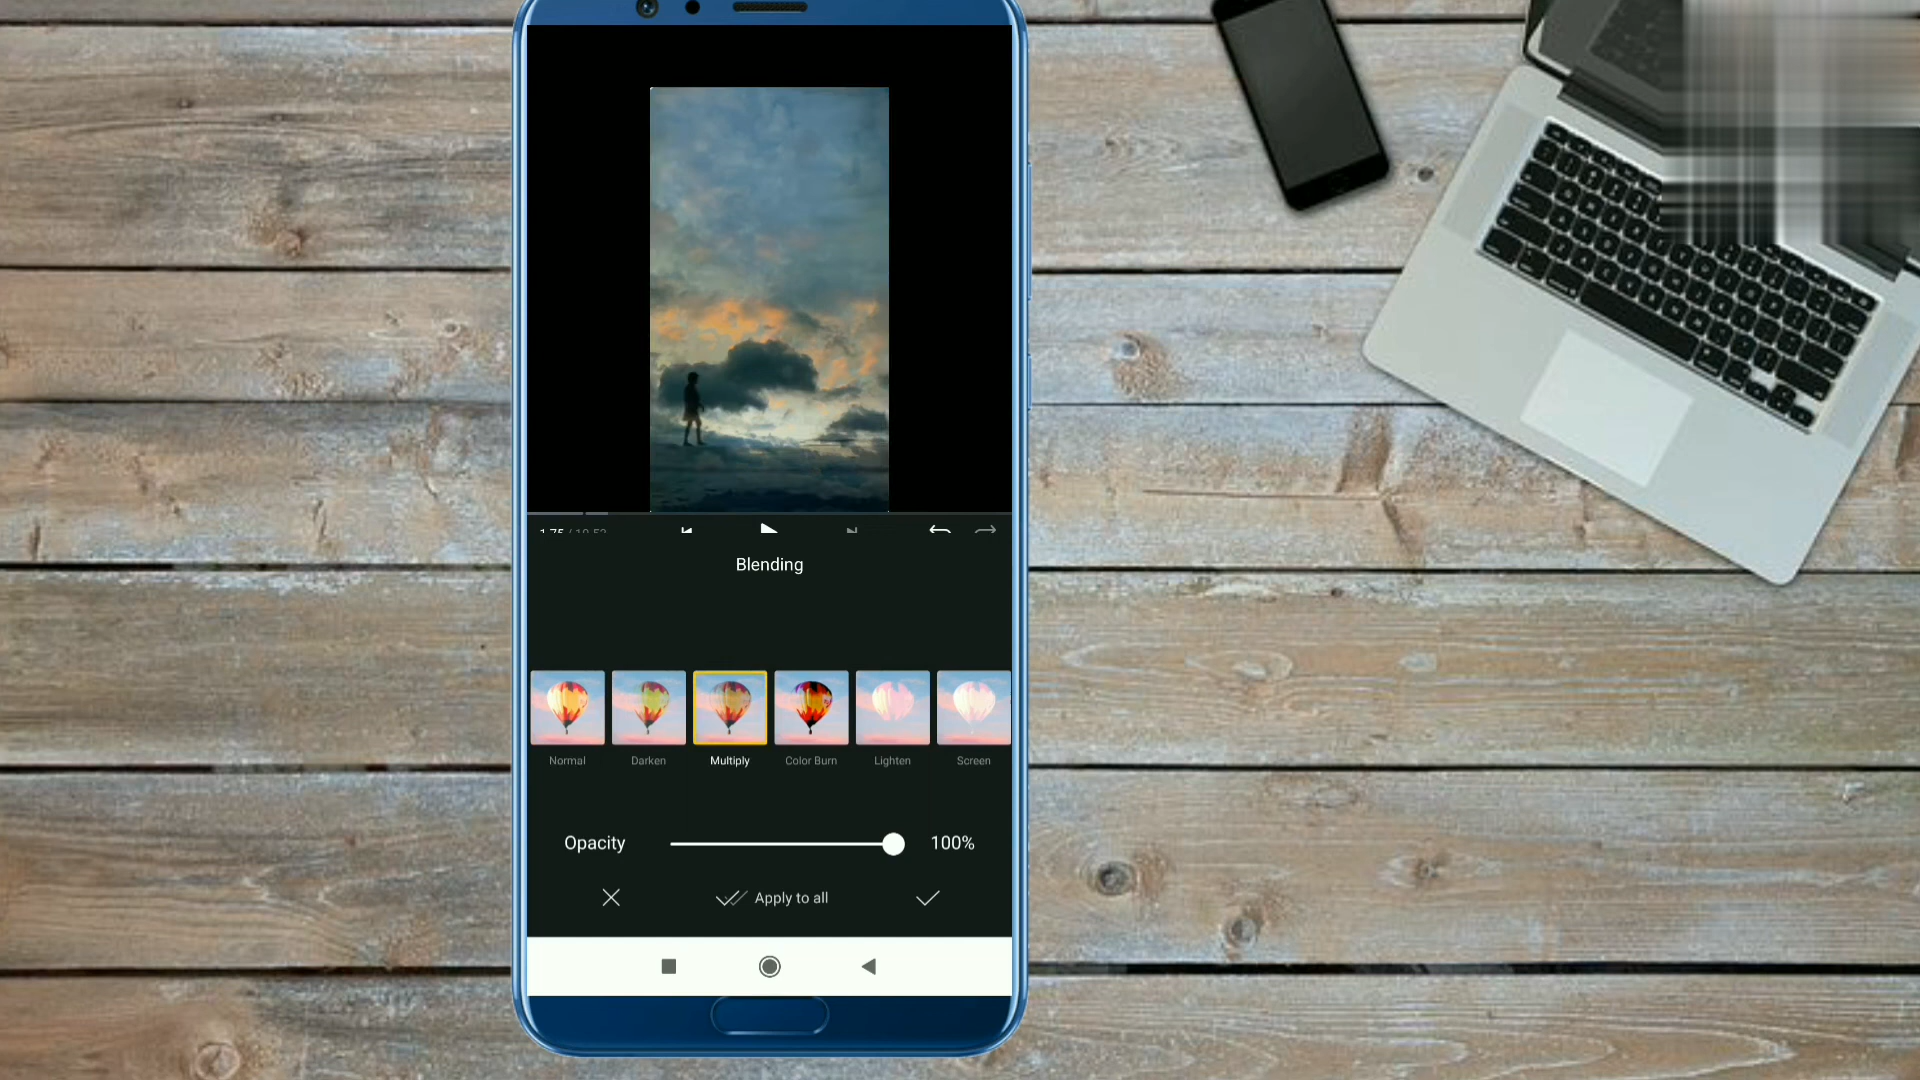 Blending
Normal Darken Multiply Color Burn Lighten Screen
Opacity 100%
Apply to all